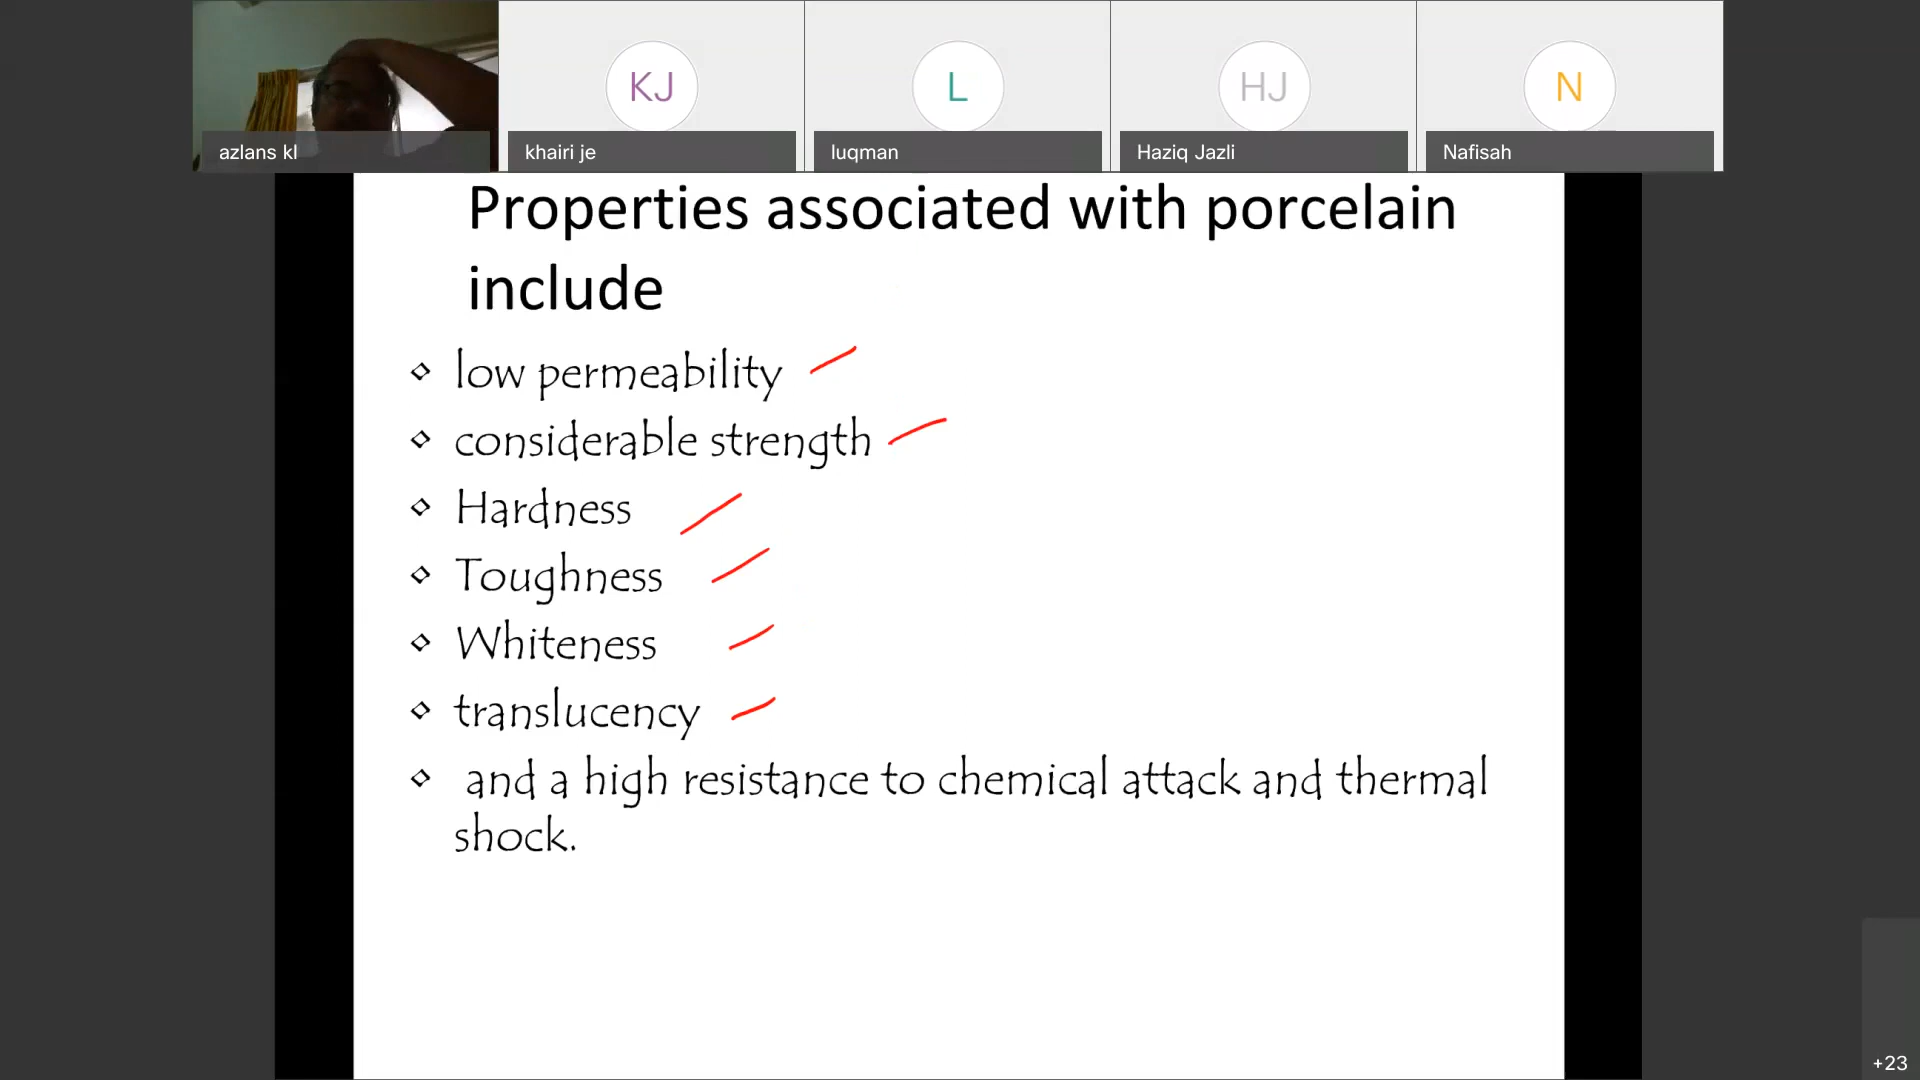 KJ
L
HJ
N
azlans kl
khairi je
luqman
Haziq Jazli
Nafisah
Properties associated with porcelain
include
low permeability
considerable strength
Hardness
Toughness
Whiteness
translucency
and a high resistance to chemical attack and thermal
shock.
+23